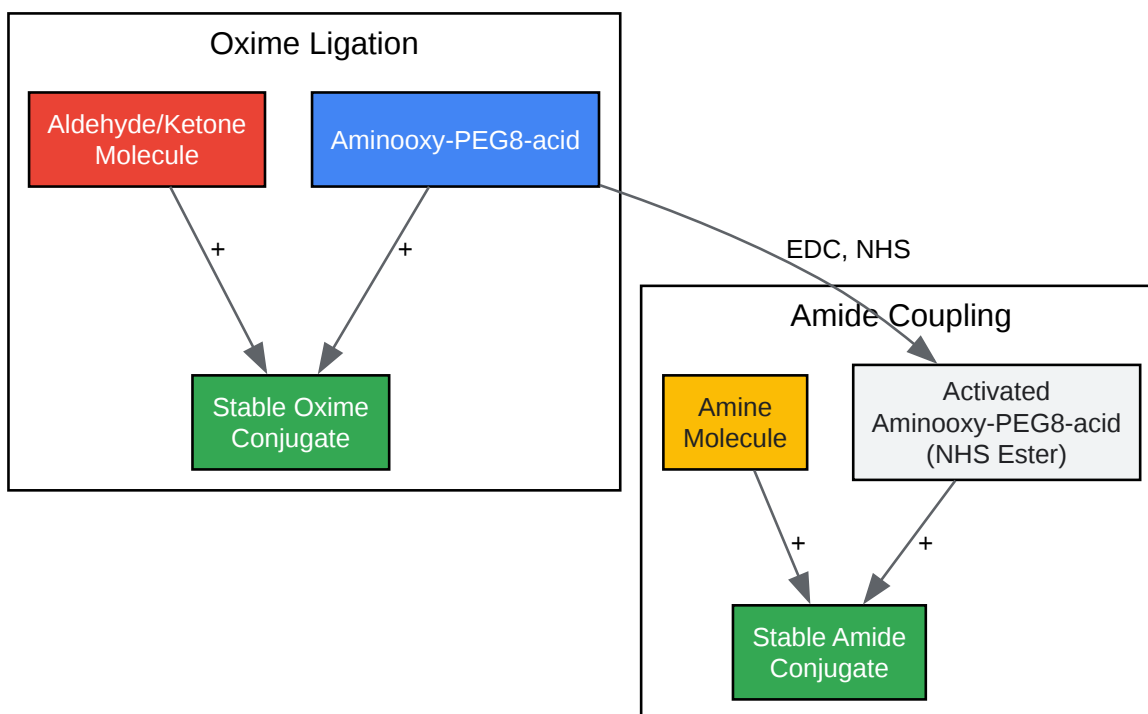 Oxime Ligation
Aldehyde/Ketone
Molecule
Aminooxy-PEG8-acid
+
+
EDC, NHS
Amide Coupling
Stable Oxime
Conjugate
Amine
Molecule
Activated
Aminooxy-PEG8-acid
(NHS Ester)
+
+
Stable Amide
Conjugate